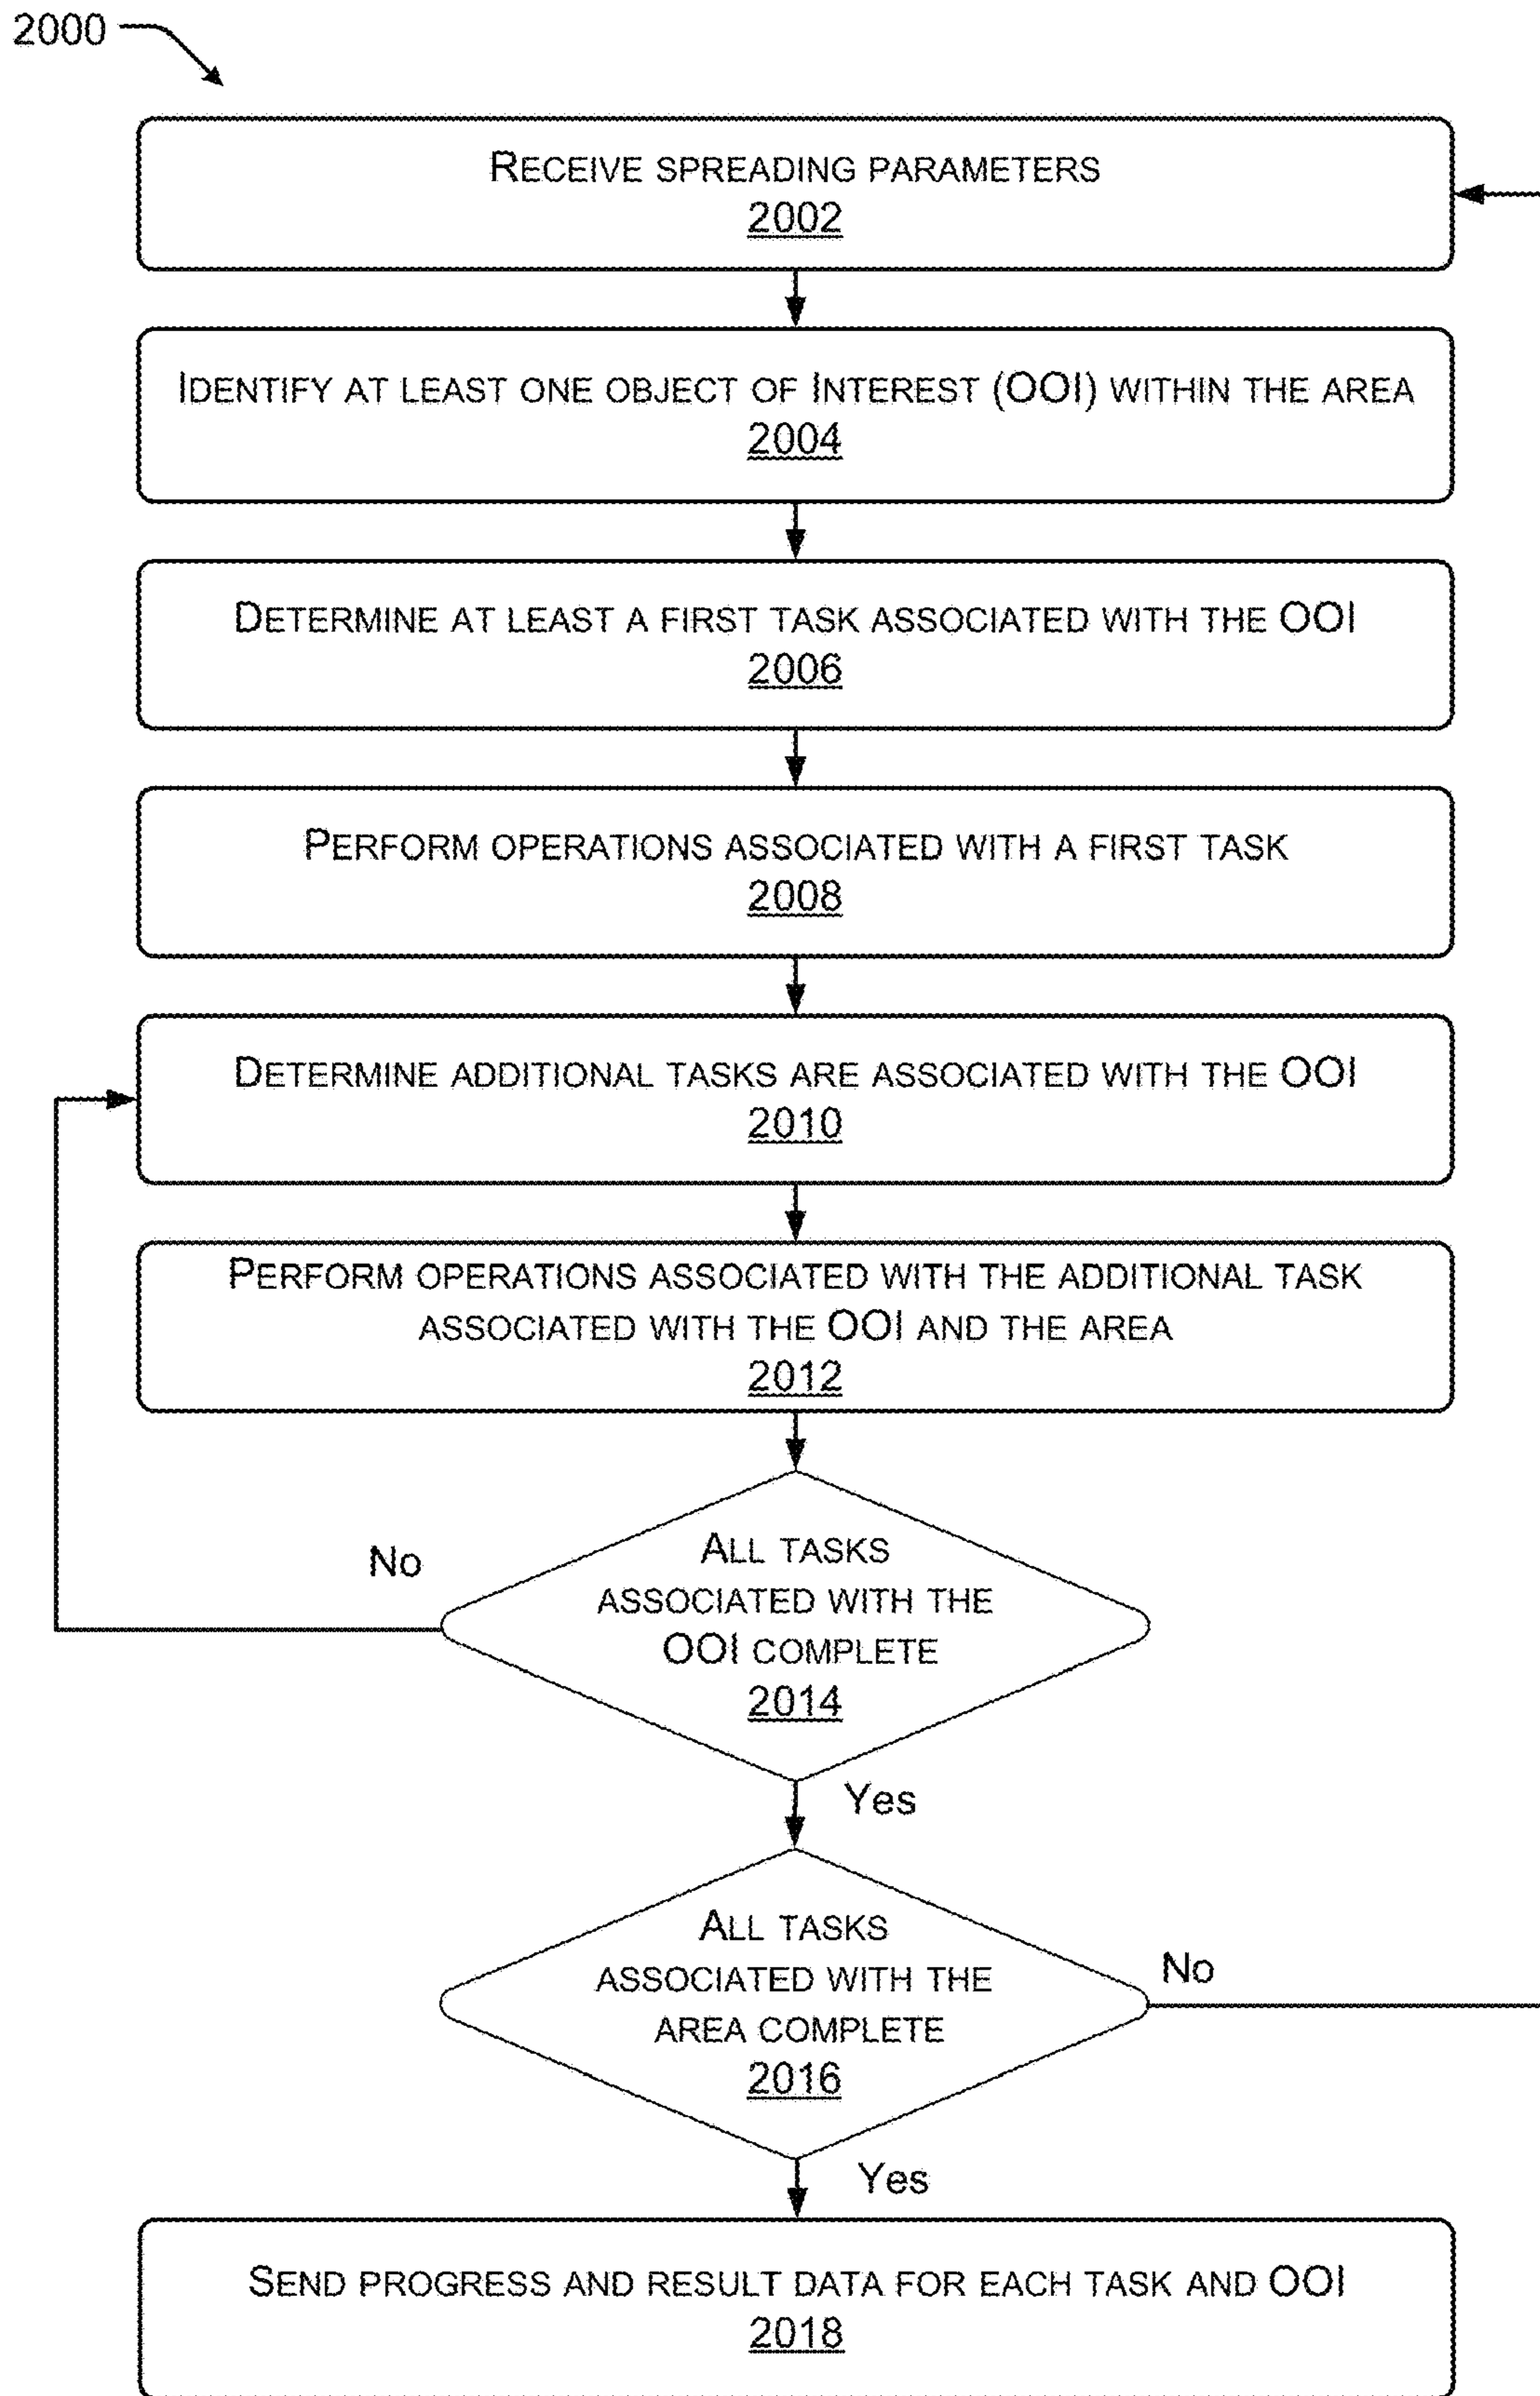 2000
RECEIVE SPREADING PARAMETERS
2002
IDENTIFY AT LEAST ONE OBJECT OF INTEREST (OOI) WITHIN THE AREA
2004
DETERMINE AT LEAST A FIRST TASK ASSOCIATED WITH THE OOI
2006
PERFORM OPERATIONS ASSOCIATED WITH A FIRST TASK
2008
DETERMINE ADDITIONAL TASKS ARE ASSOCIATED WITH THE OOI
2010
PERFORM OPERATIONS ASSOCIATED WITH THE ADDITIONAL TASK
ASSOCIATED WITH THE OOI AND THE AREA
2012
No
ALL TASKS
ASSOCIATED WITH THE
OOI COMPLETE
2014
Yes
ALL TASKS
ASSOCIATED WITH THE
AREA COMPLETE
2016
No
Yes
SEND PROGRESS AND RESULT DATA FOR EACH TASK AND OOI
2018